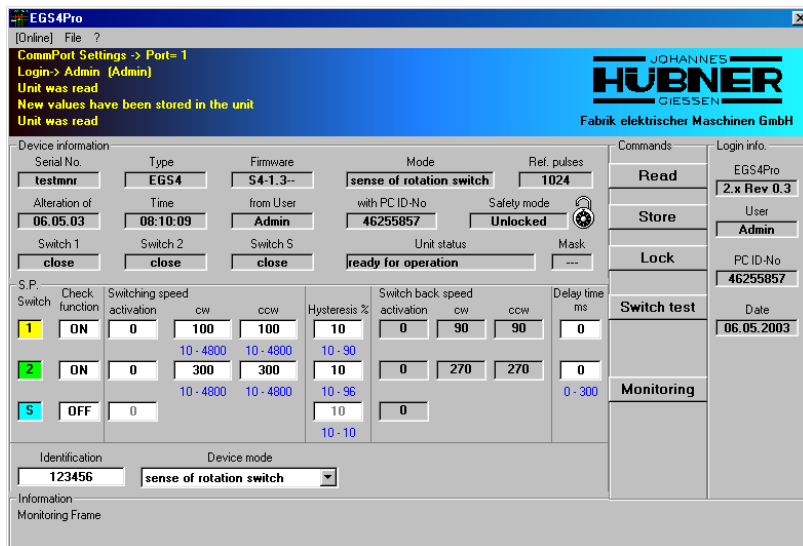 EGS4Pro
[Online] File ?
CommPort Settings -> Port= 1
Login-> Admin (Admin)
Unit was read
New values have been stored in the unit
Unit was read
JOHANNES
HÜBNER
GIESSEN
Fabrik elektrischer Maschinen GmbH
Device information
Serial No. Type Firmware Mode Ref. pulses
testmnr EGS4 S4-1.3-- sense of rotation switch 1024
Alteration of Time from User with PC ID-No Safety mode
06.05.03 08:10:09 Admin 46255857 Unlocked
Switch 1 Switch 2 Switch S Unit status Mask
close close close ready for operation ---
Commands
Read
Store
Lock
Switch test
Monitoring
Login info.
EGS4Pro
2.x Rev 0.3
User
Admin
PC ID-No
46255857
Date
06.05.2003
S.P.
Switch Check function Switching speed Hysteresis % Switch back speed Delay time ms
activation cw ccw activation cw ccw
1 ON 0 100 100 10 0 90 90 0
10 - 4800 10 - 4800 10 - 90
2 ON 0 300 300 10 0 270 270 0
10 - 4800 10 - 4800 10 - 96 0 - 300
S OFF 0 10 0
10 - 10
Identification Device mode
123456 sense of rotation switch
Information
Monitoring Frame